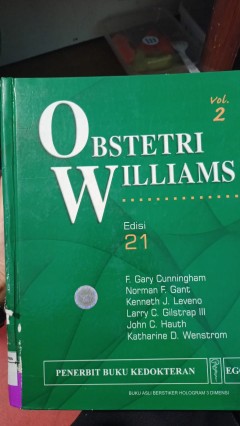 Vol.
2
OBSTETRI
WILLIAMS
Edisi
21
F. Gary Cunningham
Norman F. Gant
Kenneth J. Leveno
Larry C. Gilstrap III
John C. Hauth
Katharine D. Wenstrom
PENERBIT BUKU KEDOKTERAN
EGC
BUKU ASLI BERSTIKER HOLOGRAM 3 DIMENSI